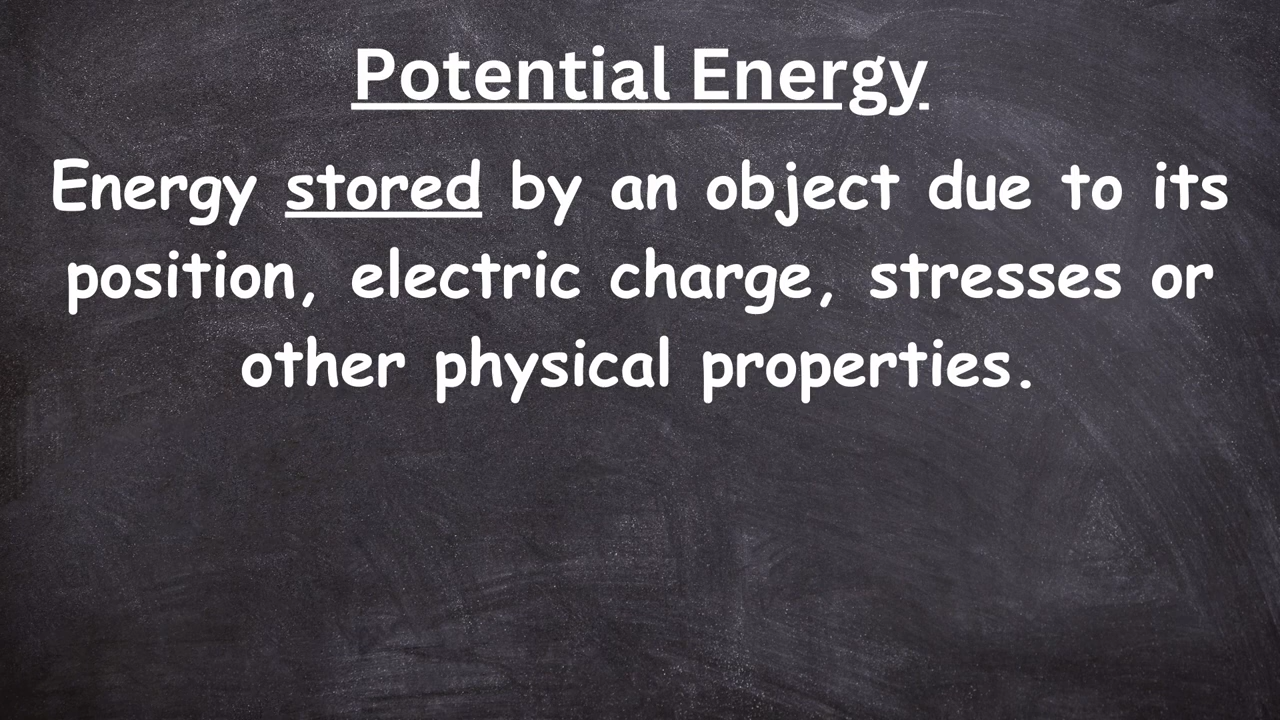 Potential Energy
Energy stored by an object due to its
position, electric charge, stresses or
other physical properties.